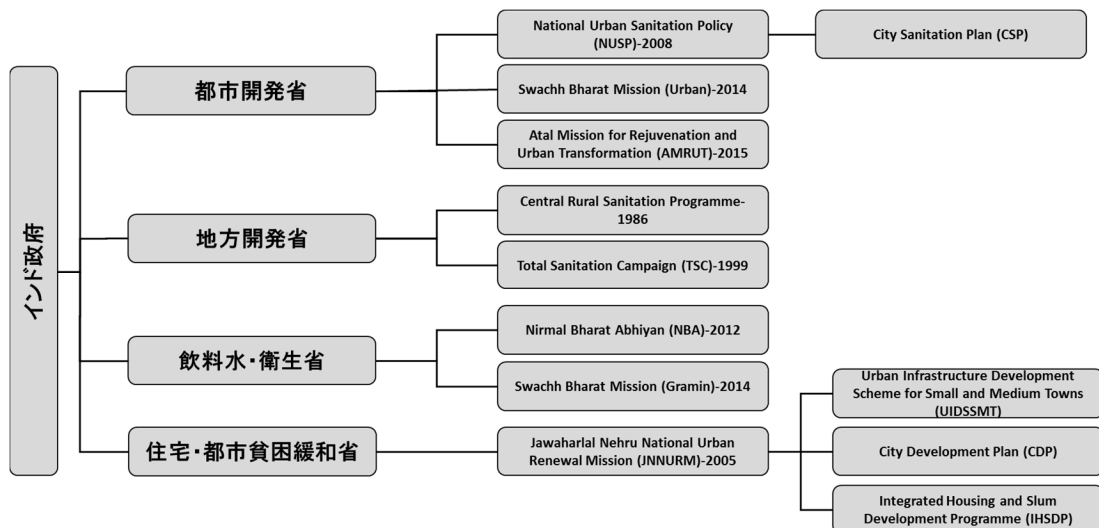 インド政府
都市開発省
National Urban Sanitation Policy
(NUSP)-2008
City Sanitation Plan (CSP)
Swachh Bharat Mission (Urban)-2014
Atal Mission for Rejuvenation and
Urban Transformation (AMRUT)-2015
地方開発省
Central Rural Sanitation Programme-
1986
Total Sanitation Campaign (TSC)-1999
飲料水・衛生省
Nirmal Bharat Abhiyan (NBA)-2012
Swachh Bharat Mission (Gramin)-2014
住宅・都市貧困緩和省
Jawaharlal Nehru National Urban
Renewal Mission (JNNURM)-2005
Urban Infrastructure Development
Scheme for Small and Medium Towns
(UIDSSMT)
City Development Plan (CDP)
Integrated Housing and Slum
Development Programme (IHSDP)